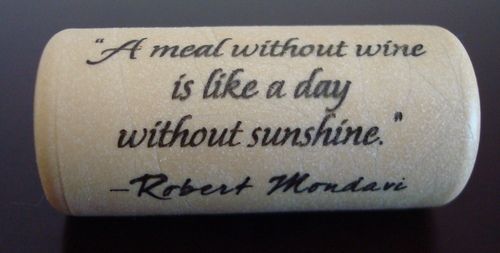 "A meal without wine
is like a day
without sunshine."
–Robert Mondavi